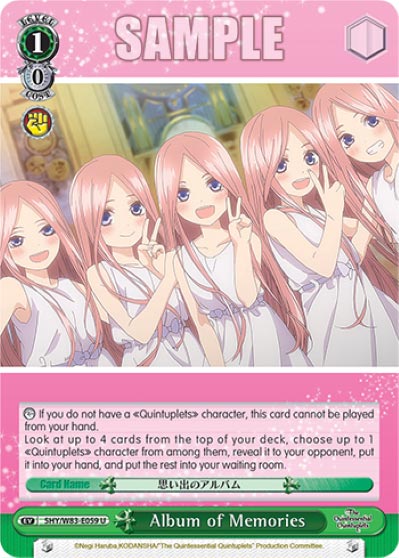 SAMPLE
LEVEL
1
0
COST
If you do not have a «Quintuplets» character, this card cannot be played
from your hand.
Look up to 4 cards from the top of your deck, choose up to 1
«Quintuplets» character from among them, reveal it to your opponent, put
it into your hand, and put the rest into your waiting room.
Card Name 思い出のアルバム
EV 5HY/W83-E059 U Album of Memories
The Quintessential Quintuplets
©Negi Haruba,KODANSHA/"The Quintessential Quintuplets" Production Committee.